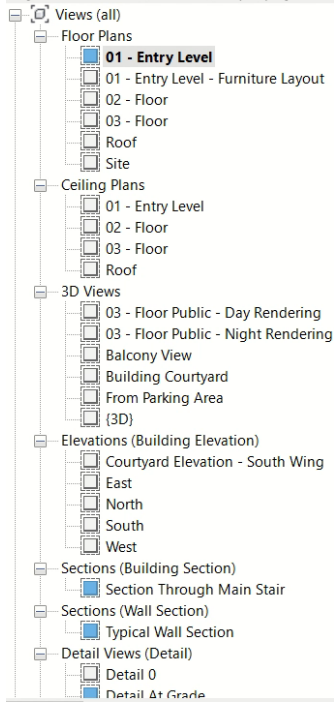 Views (all)
Floor Plans
01 - Entry Level
01 - Entry Level - Furniture Layout
02 - Floor
03 - Floor
Roof
Site
Ceiling Plans
01 - Entry Level
02 - Floor
03 - Floor
Roof
3D Views
03 - Floor Public - Day Rendering
03 - Floor Public - Night Rendering
Balcony View
Building Courtyard
From Parking Area
{3D}
Elevations (Building Elevation)
Courtyard Elevation - South Wing
East
North
South
West
Sections (Building Section)
Section Through Main Stair
Sections (Wall Section)
Typical Wall Section
Detail Views (Detail)
Detail 0
Detail At Grade